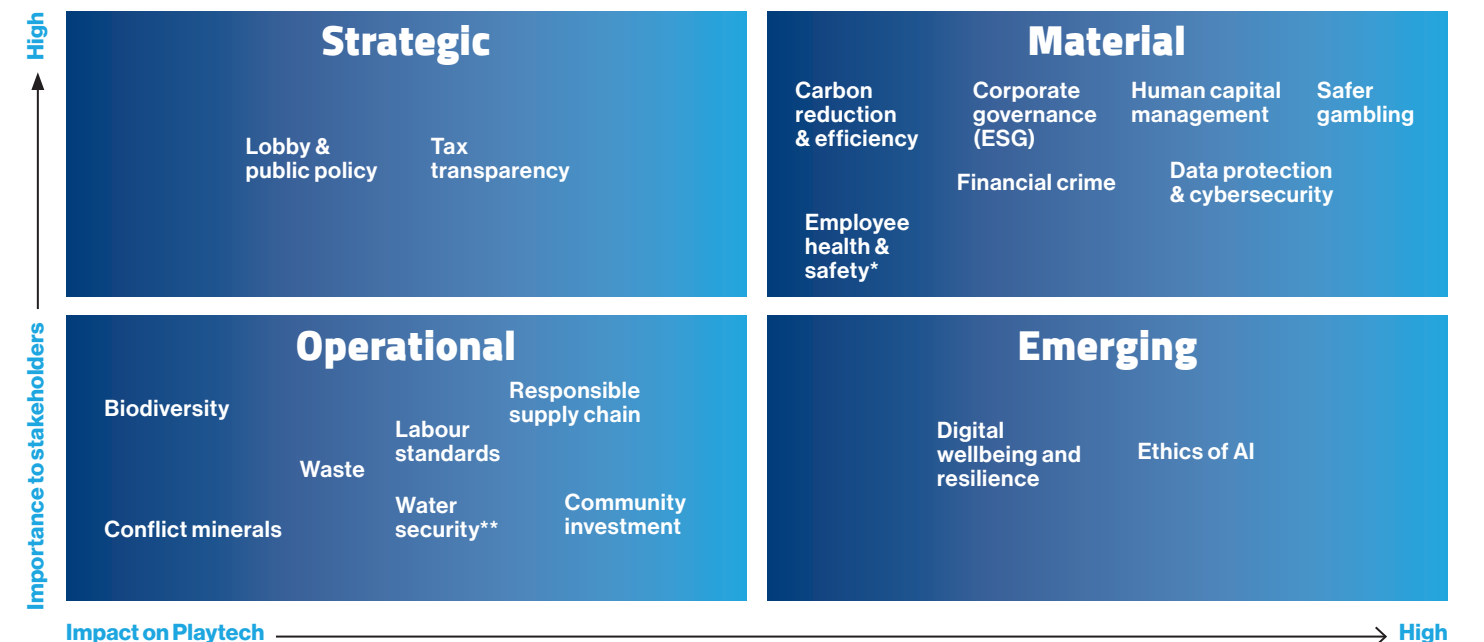 High
Importance to stakeholders
Strategic
Lobby &
public policy
Tax
transparency
Material
Carbon
reduction
& efficiency
Corporate
governance
(ESG)
Human capital
management
Safer
gambling
Financial crime
Data protection
& cybersecurity
Employee
health &
safety*
Operational
Biodiversity
Responsible
supply chain
Labour
standards
Waste
Conflict minerals
Water
security**
Community
investment
Emerging
Digital
wellbeing and
resilience
Ethics of AI
Impact on Playtech
High